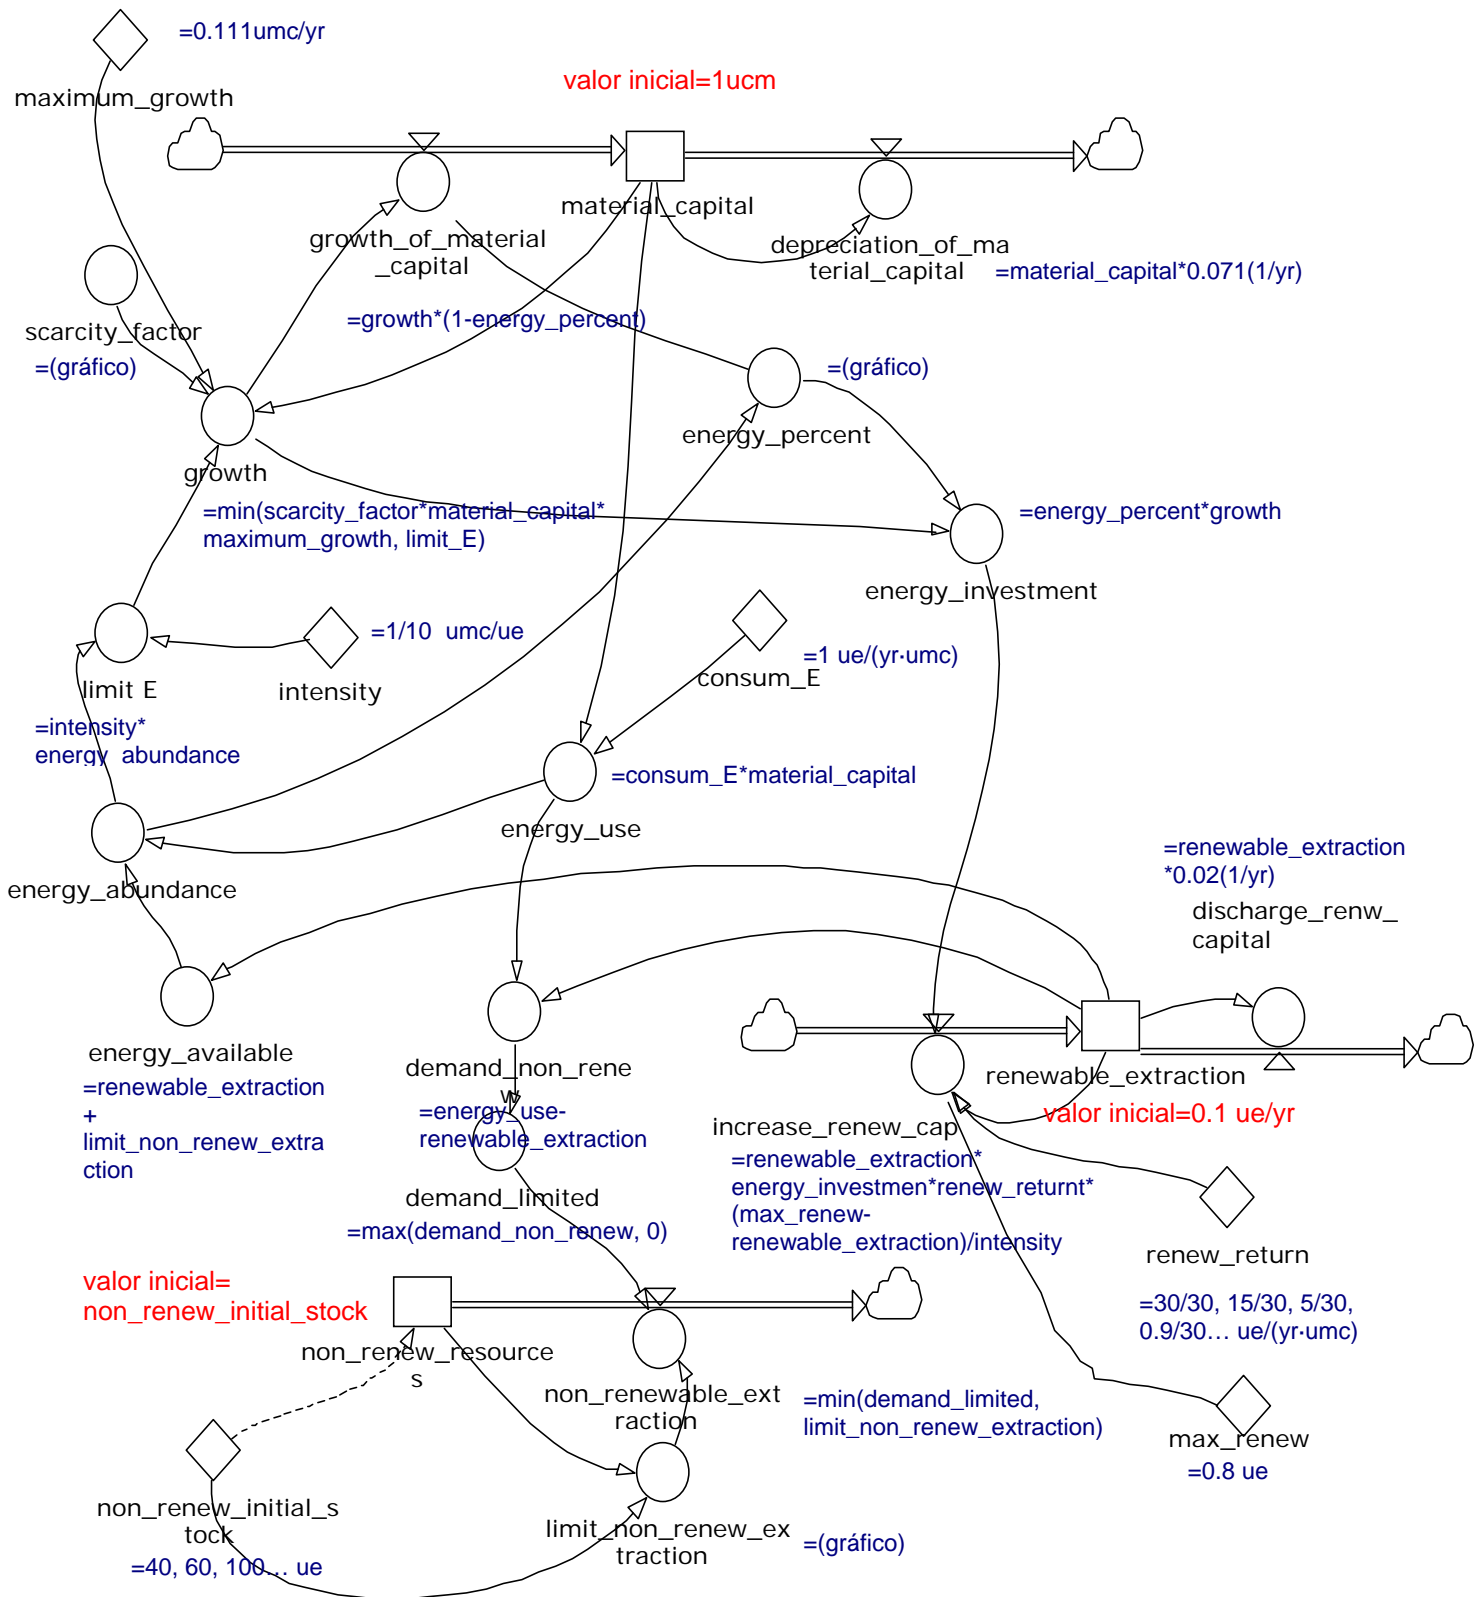 =0.111umc/yr
maximum_growth
valor inicial=1ucm
material_capital
growth_of_material
_capital
depreciation_of_ma
terial_capital
=material_capital*0.071(1/yr)
scarcity_factor
=(gráfico)
=growth*(1-energy_percent)
=(gráfico)
energy_percent
growth
=min(scarcity_factor*material_capital*
maximum_growth, limit_E)
=energy_percent*growth
energy_investment
=1/10 umc/ue
limit E
intensity
=1 ue/(yr·umc)
consum_E
=intensity*
energy_abundance
=consum_E*material_capital
energy_use
energy_abundance
=renewable_extraction
*0.02(1/yr)
discharge_renw_
capital
energy_available
=renewable_extraction
+
limit_non_renew_extra
ction
demand_non_rene
w
=energy_use-
renewable_extraction
renewable_extraction
valor inicial=0.1 ue/yr
increase_renew_cap
=renewable_extraction*
energy_investmen*renew_returnt*
(max_renew-
renewable_extraction)/intensity
demand_limited
=max(demand_non_renew, 0)
renew_return
=30/30, 15/30, 5/30,
0.9/30... ue/(yr·umc)
valor inicial=
non_renew_initial_stock
non_renew_resource
s
non_renewable_ext
raction
=min(demand_limited,
limit_non_renew_extraction)
max_renew
=0.8 ue
non_renew_initial_s
tock
=40, 60, 100... ue
limit_non_renew_ex
traction
=(gráfico)